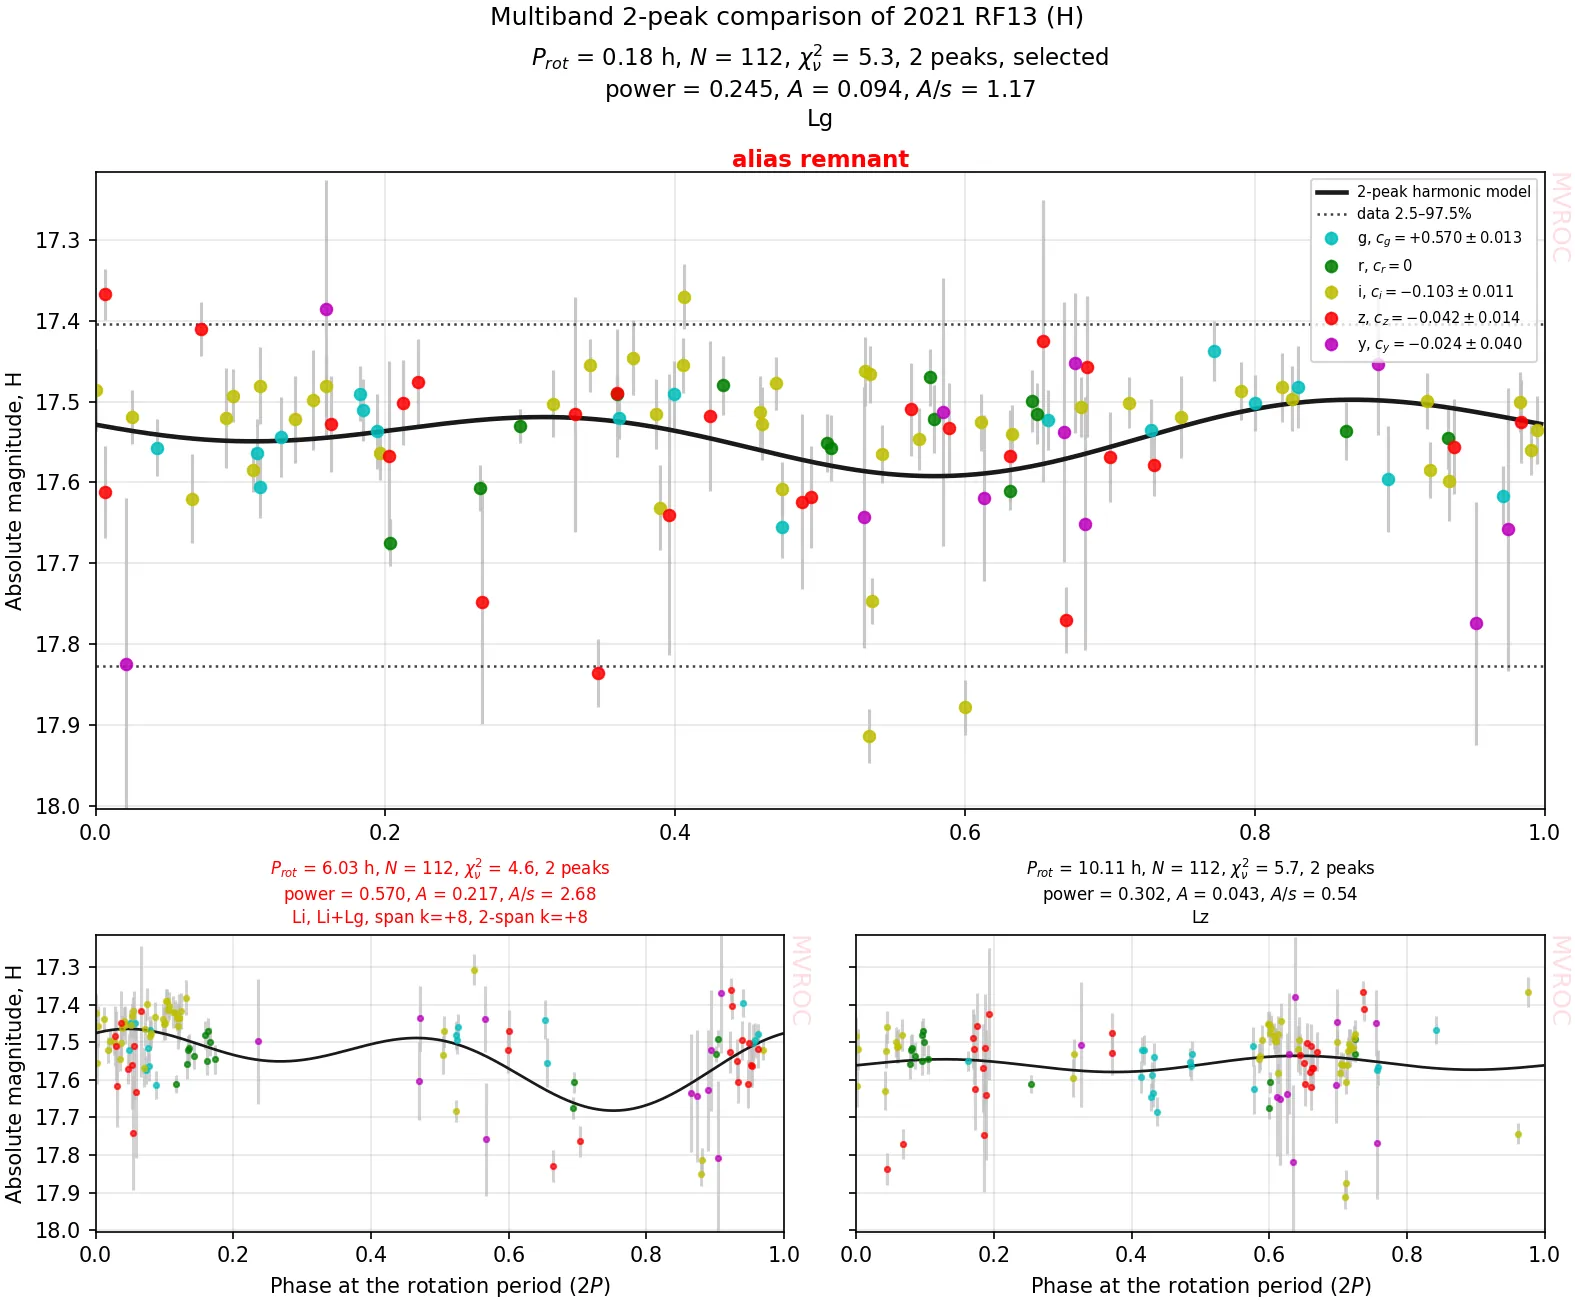 Multiband 2-peak comparison of 2021 RF13 (H)
P_rot = 0.18 h, N = 112, χ²_ν = 5.3, 2 peaks, selected
power = 0.245, A = 0.094, A/s = 1.17
Lg
alias remnant
2-peak harmonic model
data 2.5–97.5%
g, c_g = +0.570 ± 0.013
r, c_r = 0
i, c_i = −0.103 ± 0.011
z, c_z = −0.042 ± 0.014
y, c_y = −0.024 ± 0.040
MVROC
Absolute magnitude, H
17.3
17.4
17.5
17.6
17.7
17.8
17.9
18.0
0.0 0.2 0.4 0.6 0.8 1.0
P_rot = 6.03 h, N = 112, χ²_ν = 4.6, 2 peaks
power = 0.570, A = 0.217, A/s = 2.68
Li, Li+Lg, span k=+8, 2-span k=+8
MVROC
Absolute magnitude, H
17.3
17.4
17.5
17.6
17.7
17.8
17.9
18.0
0.0 0.2 0.4 0.6 0.8 1.0
Phase at the rotation period (2P)
P_rot = 10.11 h, N = 112, χ²_ν = 5.7, 2 peaks
power = 0.302, A = 0.043, A/s = 0.54
Lz
MVROC
0.0 0.2 0.4 0.6 0.8 1.0
Phase at the rotation period (2P)